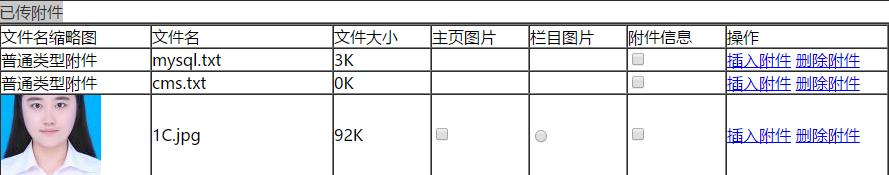 已传附件
文件名缩略图 文件名 文件大小 主页图片 栏目图片 附件信息 操作
普通类型附件 mysql.txt 3K 插入附件 删除附件
普通类型附件 cms.txt 0K 插入附件 删除附件
1C.jpg 92K 插入附件 删除附件